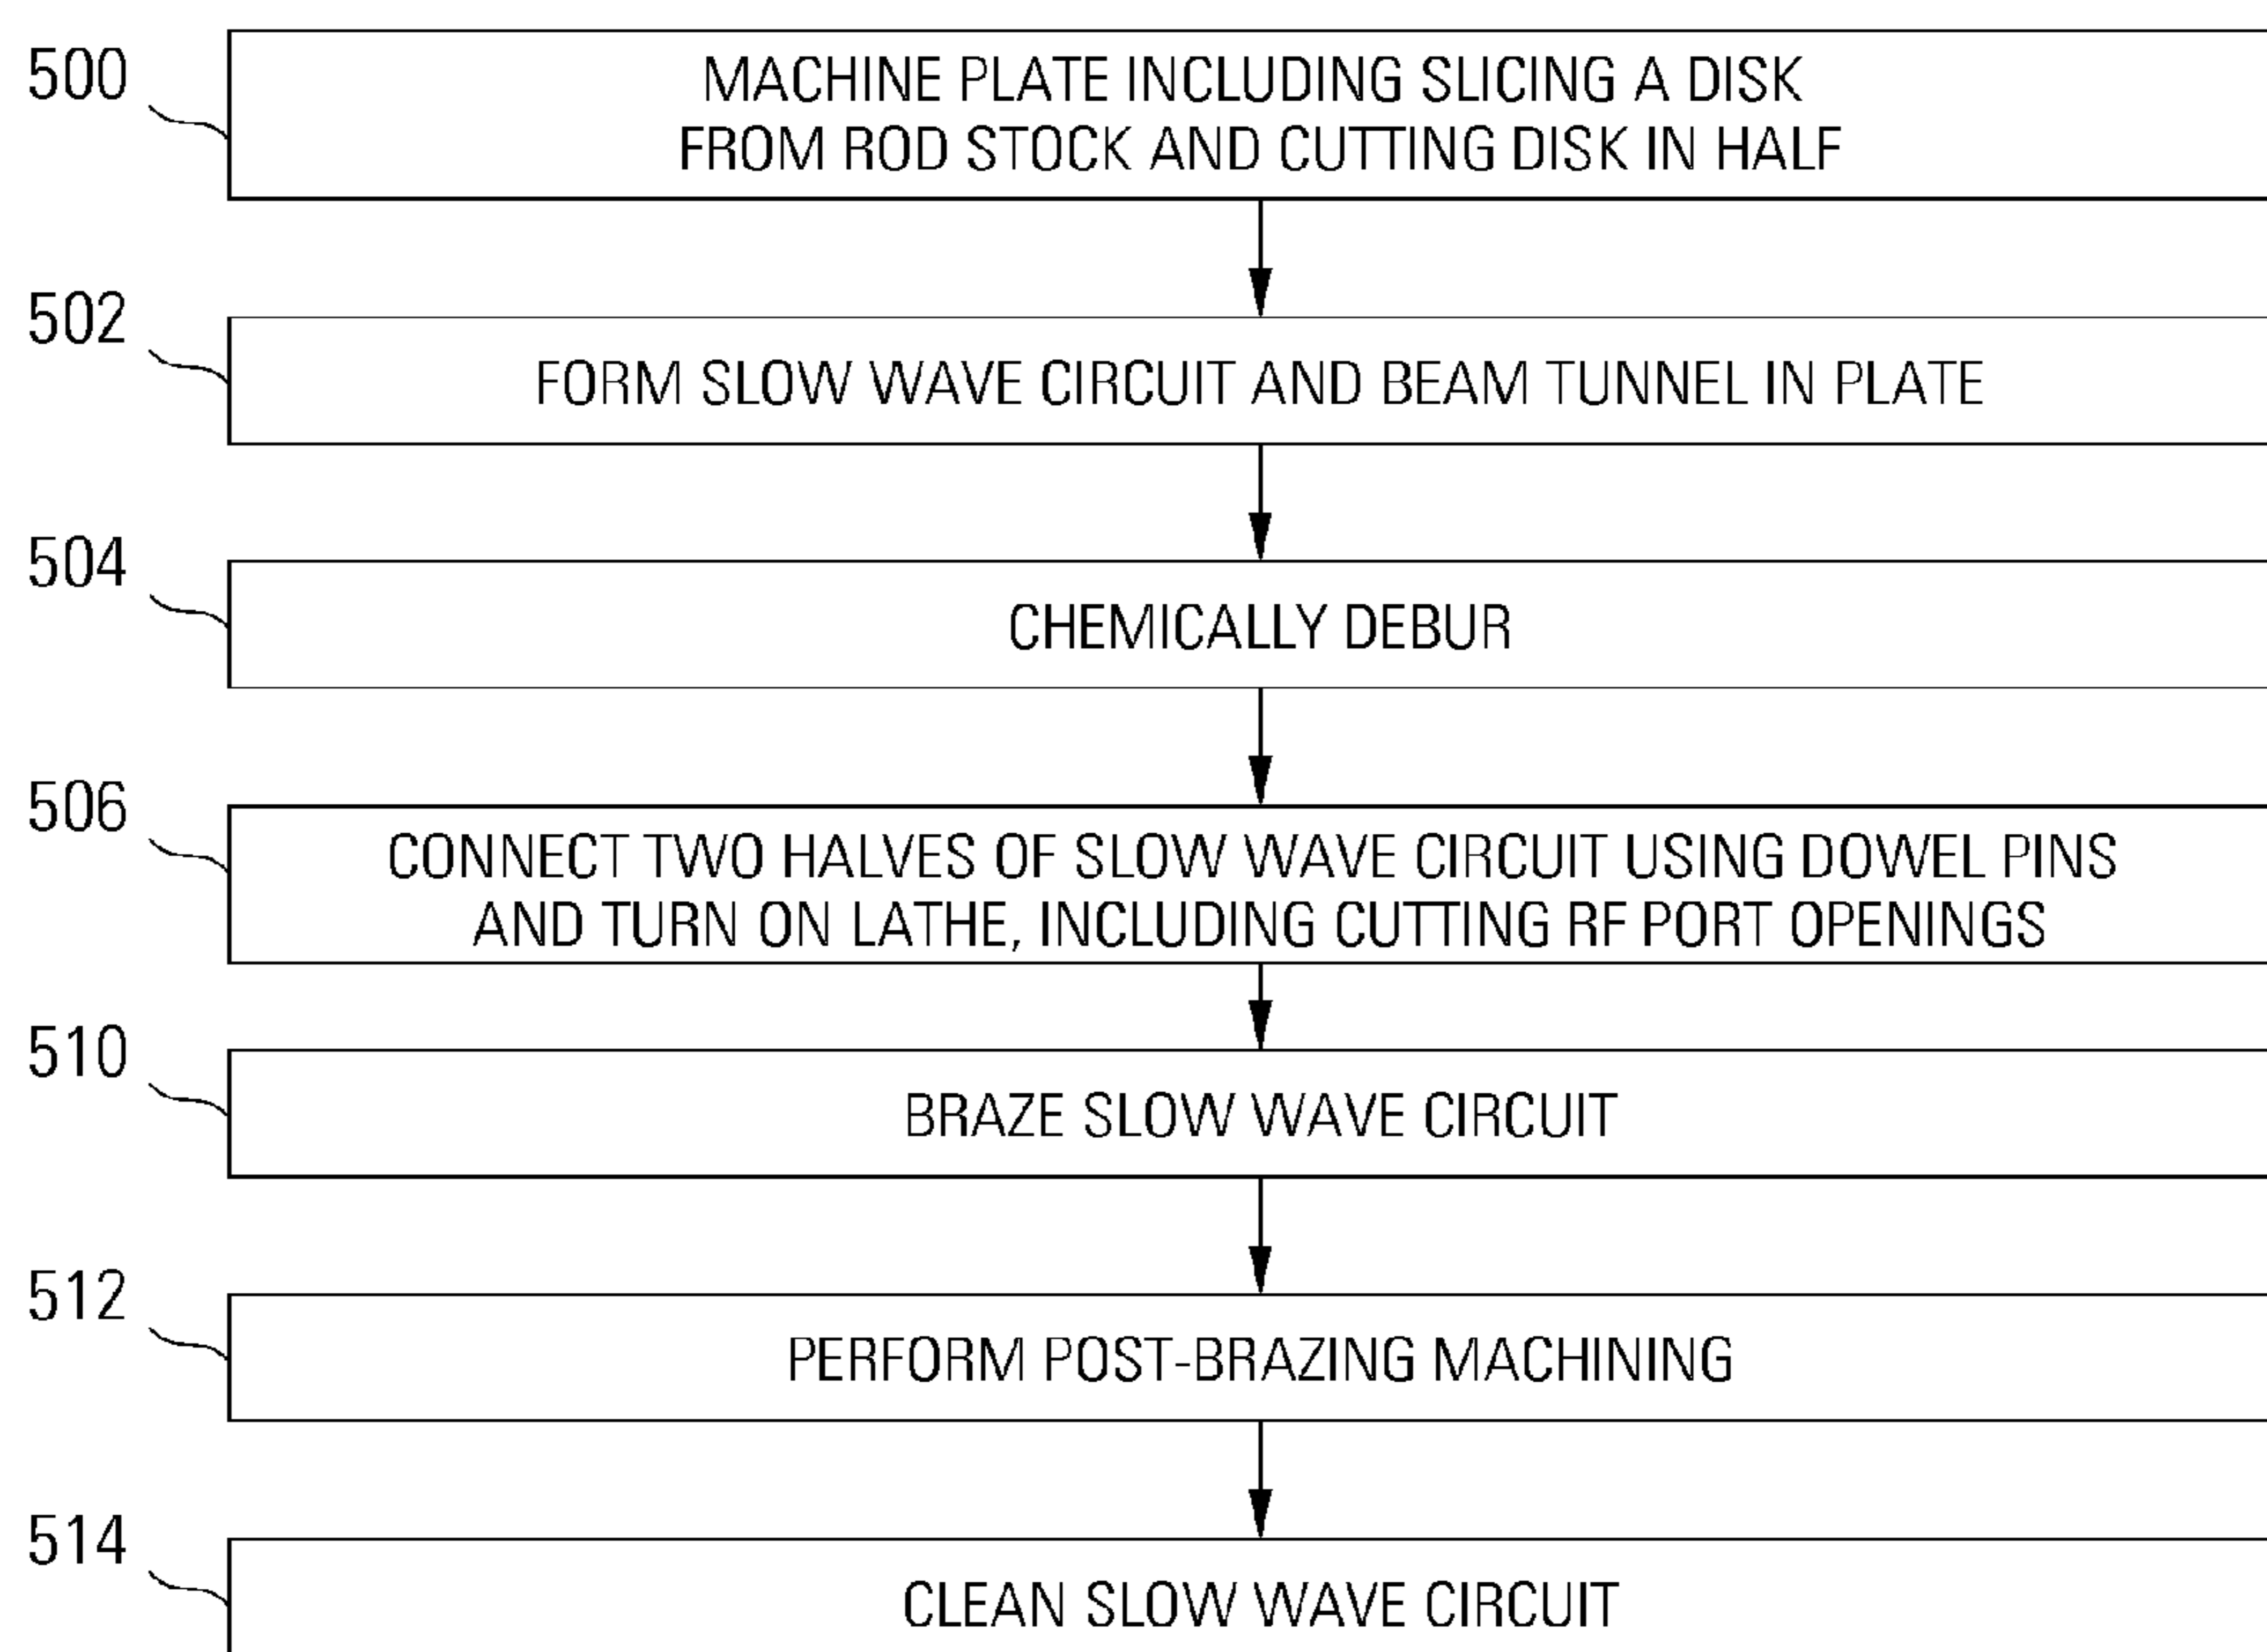 500
MACHINE PLATE INCLUDING SLICING A DISK
FROM ROD STOCK AND CUTTING DISK IN HALF
502
FORM SLOW WAVE CIRCUIT AND BEAM TUNNEL IN PLATE
504
CHEMICALLY DEBUR
506
CONNECT TWO HALVES OF SLOW WAVE CIRCUIT USING DOWEL PINS
AND TURN ON LATHE, INCLUDING CUTTING RF PORT OPENINGS
510
BRAZE SLOW WAVE CIRCUIT
512
PERFORM POST-BRAZING MACHINING
514
CLEAN SLOW WAVE CIRCUIT